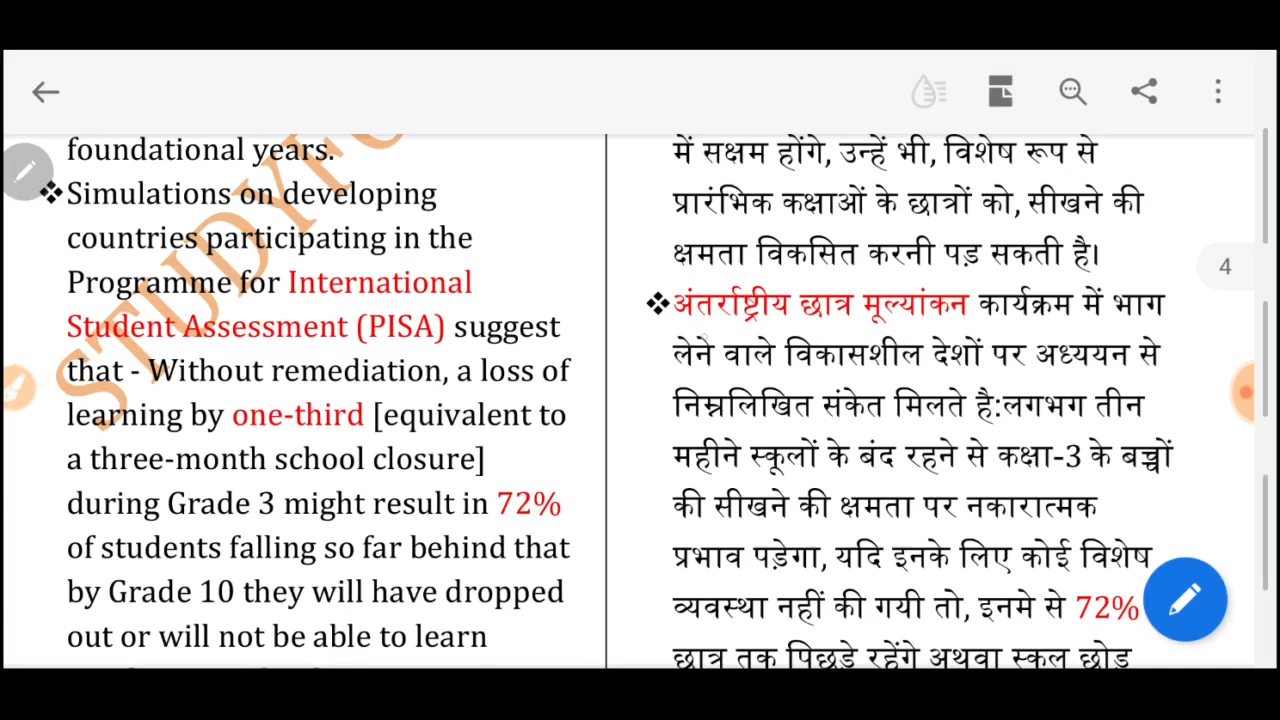 foundational years.
❖Simulations on developing
countries participating in the
Programme for International
Student Assessment (PISA) suggest
that - Without remediation, a loss of
learning by one-third [equivalent to
a three-month school closure]
during Grade 3 might result in 72%
of students falling so far behind that
by Grade 10 they will have dropped
out or will not be able to learn
में सक्षम होंगे, उन्हें भी, विशेष रूप से
प्रारंभिक कक्षाओं के छात्रों को, सीखने की
क्षमता विकसित करनी पड़ सकती है।
❖अंतर्राष्ट्रीय छात्र मूल्यांकन कार्यक्रम में भाग
लेने वाले विकासशील देशों पर अध्ययन से
निम्नलिखित संकेत मिलते है:लगभग तीन
महीने स्कूलों के बंद रहने से कक्षा-3 के बच्चों
की सीखने की क्षमता पर नकारात्मक
प्रभाव पड़ेगा, यदि इनके लिए कोई विशेष
व्यवस्था नहीं की गयी तो, इनमे से 72%
छात्र तक पिछड़े रहेंगे अथवा स्कूल छोड़
4
STUDYFO